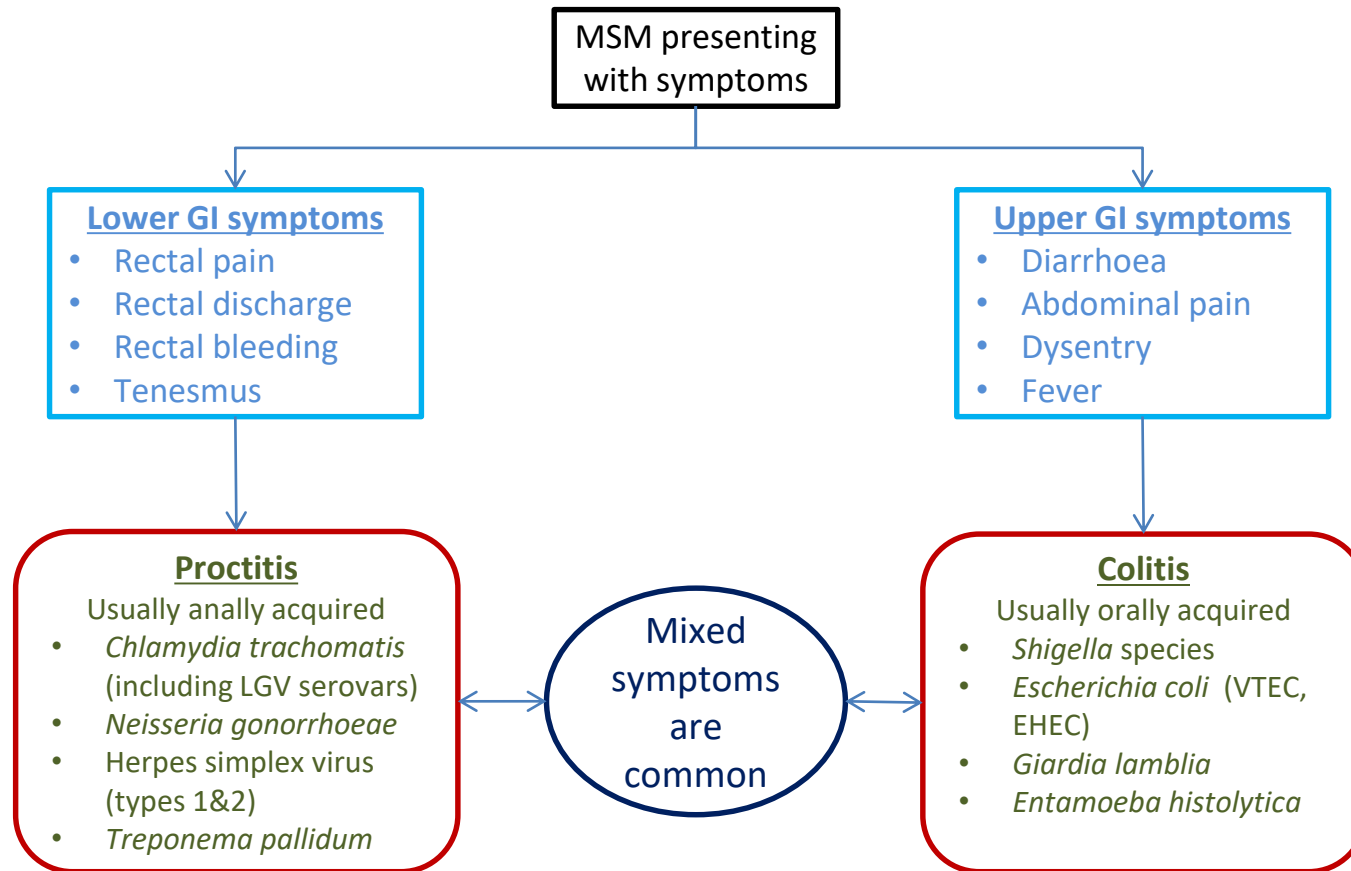 MSM presenting
with symptoms
Lower GI symptoms
• Rectal pain
• Rectal discharge
• Rectal bleeding
• Tenesmus
Upper GI symptoms
• Diarrhoea
• Abdominal pain
• Dysentry
• Fever
Proctitis
Usually anally acquired
• Chlamydia trachomatis
(including LGV serovars)
• Neisseria gonorrhoeae
• Herpes simplex virus
(types 1&2)
• Treponema pallidum
Mixed
symptoms
are
common
Colitis
Usually orally acquired
• Shigella species
• Escherichia coli (VTEC,
EHEC)
• Giardia lamblia
• Entamoeba histolytica